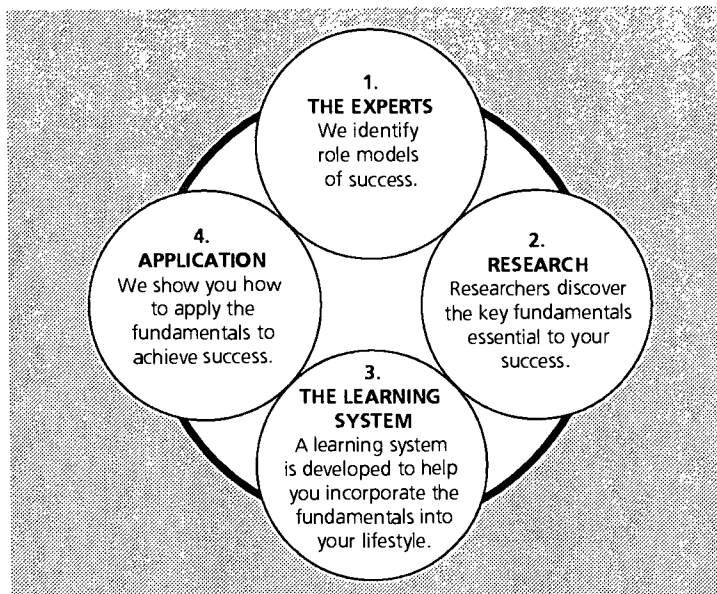 1.
THE EXPERTS
We identify
role models
of success.
2.
RESEARCH
Researchers discover
the key fundamentals
essential to your
success.
3.
THE LEARNING
SYSTEM
A learning system
is developed to help
you incorporate the
fundamentals into
your lifestyle.
4.
APPLICATION
We show you how
to apply the
fundamentals to
achieve success.